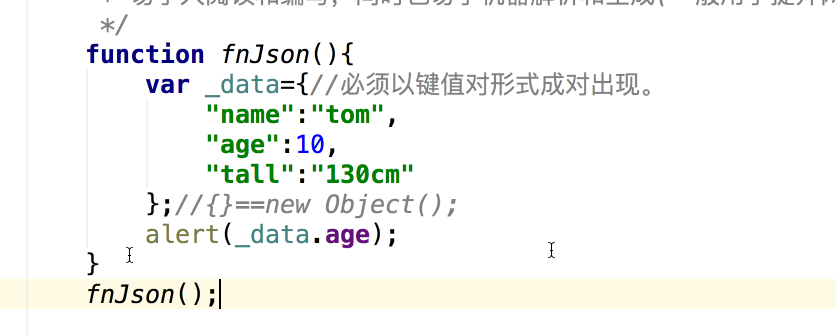 */
function fnJson(){
    var _data={//必须以键值对形式成对出现。
        "name":"tom",
        "age":10,
        "tall":"130cm"
    };//{}==new Object();
    alert(_data.age);
}
fnJson();